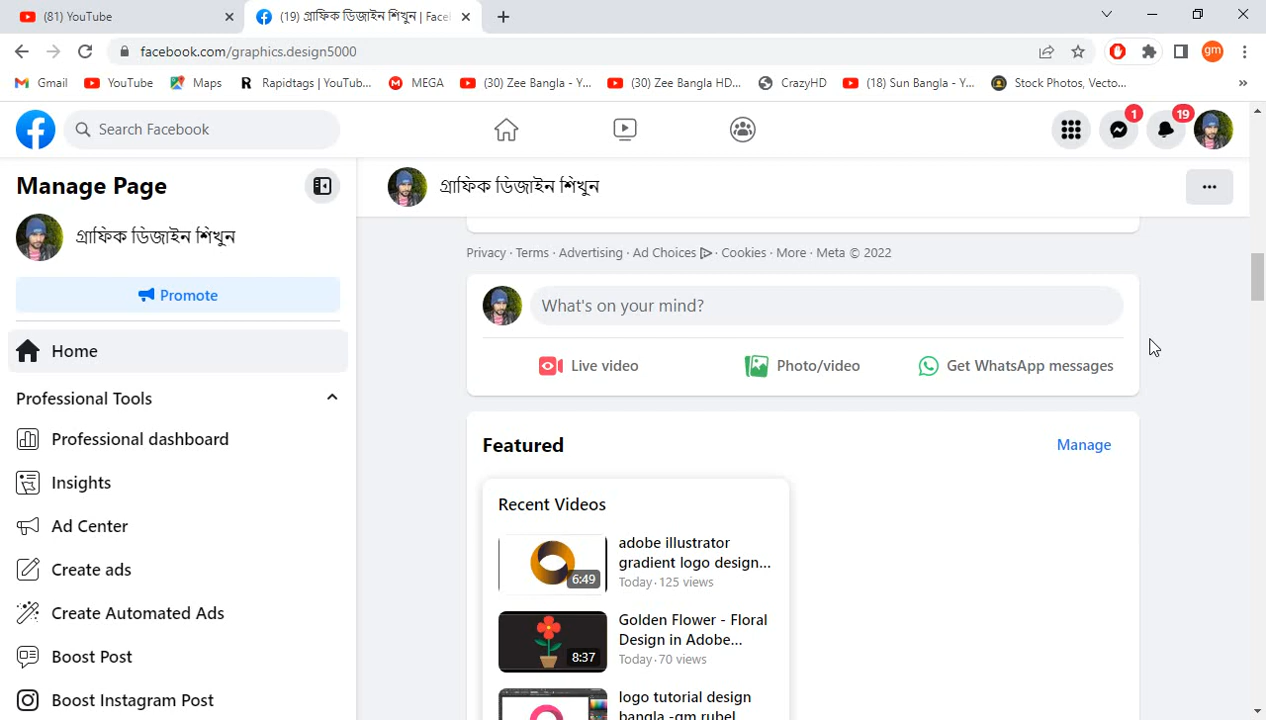 (81) YouTube
(19) গ্রাফিক ডিজাইন শিখুন | Facel
facebook.com/graphics.design5000
gm
Gmail YouTube Maps R Rapidtags | YouTub... MEGA (30) Zee Bangla - Y... (30) Zee Bangla HD... CrazyHD (18) Sun Bangla - Y... Stock Photos, Vecto... »
Search Facebook
1 19
Manage Page
গ্রাফিক ডিজাইন শিখুন
Promote
Home
Professional Tools
Professional dashboard
Insights
Ad Center
Create ads
Create Automated Ads
Boost Post
Boost Instagram Post
গ্রাফিক ডিজাইন শিখুন
Privacy · Terms · Advertising · Ad Choices · Cookies · More · Meta © 2022
What's on your mind?
Live video Photo/video Get WhatsApp messages
Featured Manage
Recent Videos
adobe illustrator
gradient logo design...
6:49
Today · 125 views
Golden Flower - Floral
Design in Adobe...
8:37
Today · 70 views
logo tutorial design
bangla -gm rubel